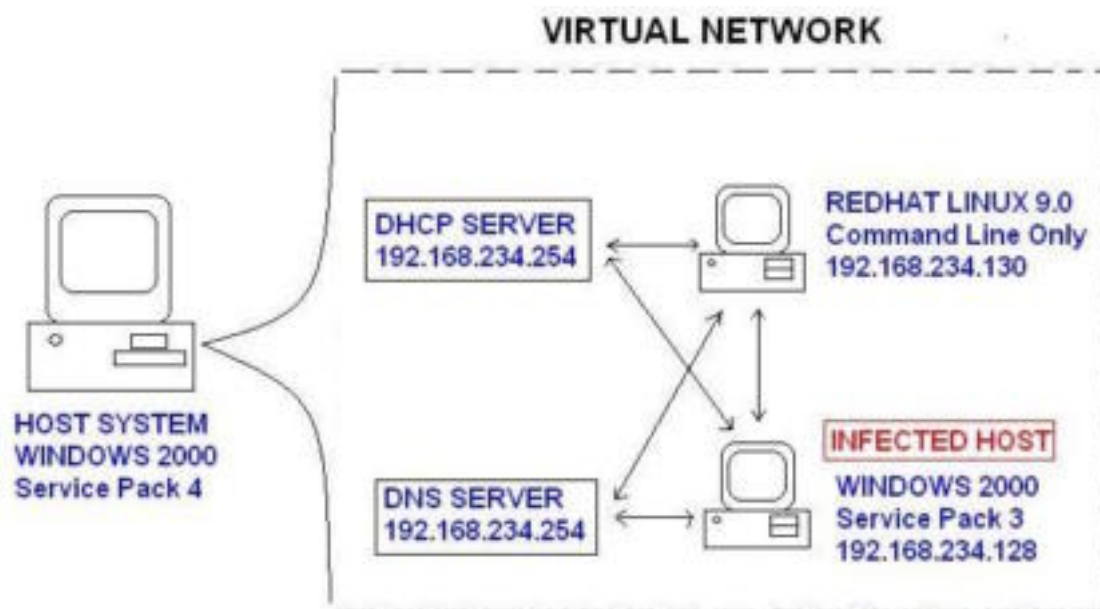 VIRTUAL NETWORK
DHCP SERVER
192.168.234.254
REDHAT LINUX 9.0
Command Line Only
192.168.234.130
HOST SYSTEM
WINDOWS 2000
Service Pack 4
DNS SERVER
192.168.234.254
INFECTED HOST
WINDOWS 2000
Service Pack 3
192.168.234.128